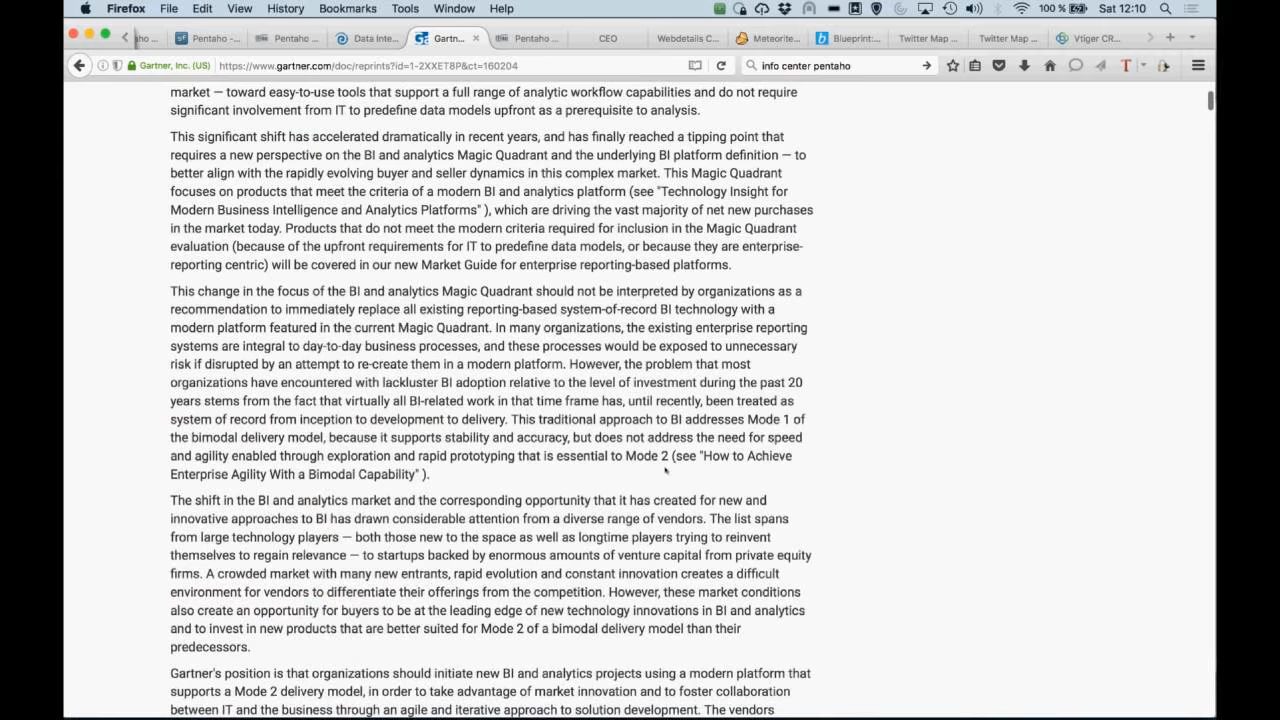 Firefox File Edit View History Bookmarks Tools Window Help 100 % Sat 12:10
ho ... Pentaho -... Pentaho ... Data Inte... Gartn... Pentaho ... CEO Webdetails C... Meteorite... Blueprint:... Twitter Map ... Twitter Map ... Vtiger CR...
Gartner, Inc. (US) https://www.gartner.com/doc/reprints?id=1-2XXET8P&ct=160204 info center pentaho
market — toward easy-to-use tools that support a full range of analytic workflow capabilities and do not require
significant involvement from IT to predefine data models upfront as a prerequisite to analysis.
This significant shift has accelerated dramatically in recent years, and has finally reached a tipping point that
requires a new perspective on the BI and analytics Magic Quadrant and the underlying BI platform definition — to
better align with the rapidly evolving buyer and seller dynamics in this complex market. This Magic Quadrant
focuses on products that meet the criteria of a modern BI and analytics platform (see "Technology Insight for
Modern Business Intelligence and Analytics Platforms" ), which are driving the vast majority of net new purchases
in the market today. Products that do not meet the modern criteria required for inclusion in the Magic Quadrant
evaluation (because of the upfront requirements for IT to predefine data models, or because they are enterprise-
reporting centric) will be covered in our new Market Guide for enterprise reporting-based platforms.
This change in the focus of the BI and analytics Magic Quadrant should not be interpreted by organizations as a
recommendation to immediately replace all existing reporting-based system-of-record BI technology with a
modern platform featured in the current Magic Quadrant. In many organizations, the existing enterprise reporting
systems are integral to day-to-day business processes, and these processes would be exposed to unnecessary
risk if disrupted by an attempt to re-create them in a modern platform. However, the problem that most
organizations have encountered with lackluster BI adoption relative to the level of investment during the past 20
years stems from the fact that virtually all BI-related work in that time frame has, until recently, been treated as
system of record from inception to development to delivery. This traditional approach to BI addresses Mode 1 of
the bimodal delivery model, because it supports stability and accuracy, but does not address the need for speed
and agility enabled through exploration and rapid prototyping that is essential to Mode 2 (see "How to Achieve
Enterprise Agility With a Bimodal Capability" ).
The shift in the BI and analytics market and the corresponding opportunity that it has created for new and
innovative approaches to BI has drawn considerable attention from a diverse range of vendors. The list spans
from large technology players — both those new to the space as well as longtime players trying to reinvent
themselves to regain relevance — to startups backed by enormous amounts of venture capital from private equity
firms. A crowded market with many new entrants, rapid evolution and constant innovation creates a difficult
environment for vendors to differentiate their offerings from the competition. However, these market conditions
also create an opportunity for buyers to be at the leading edge of new technology innovations in BI and analytics
and to invest in new products that are better suited for Mode 2 of a bimodal delivery model than their
predecessors.
Gartner's position is that organizations should initiate new BI and analytics projects using a modern platform that
supports a Mode 2 delivery model, in order to take advantage of market innovation and to foster collaboration
between IT and the business through an agile and iterative approach to solution development. The vendors